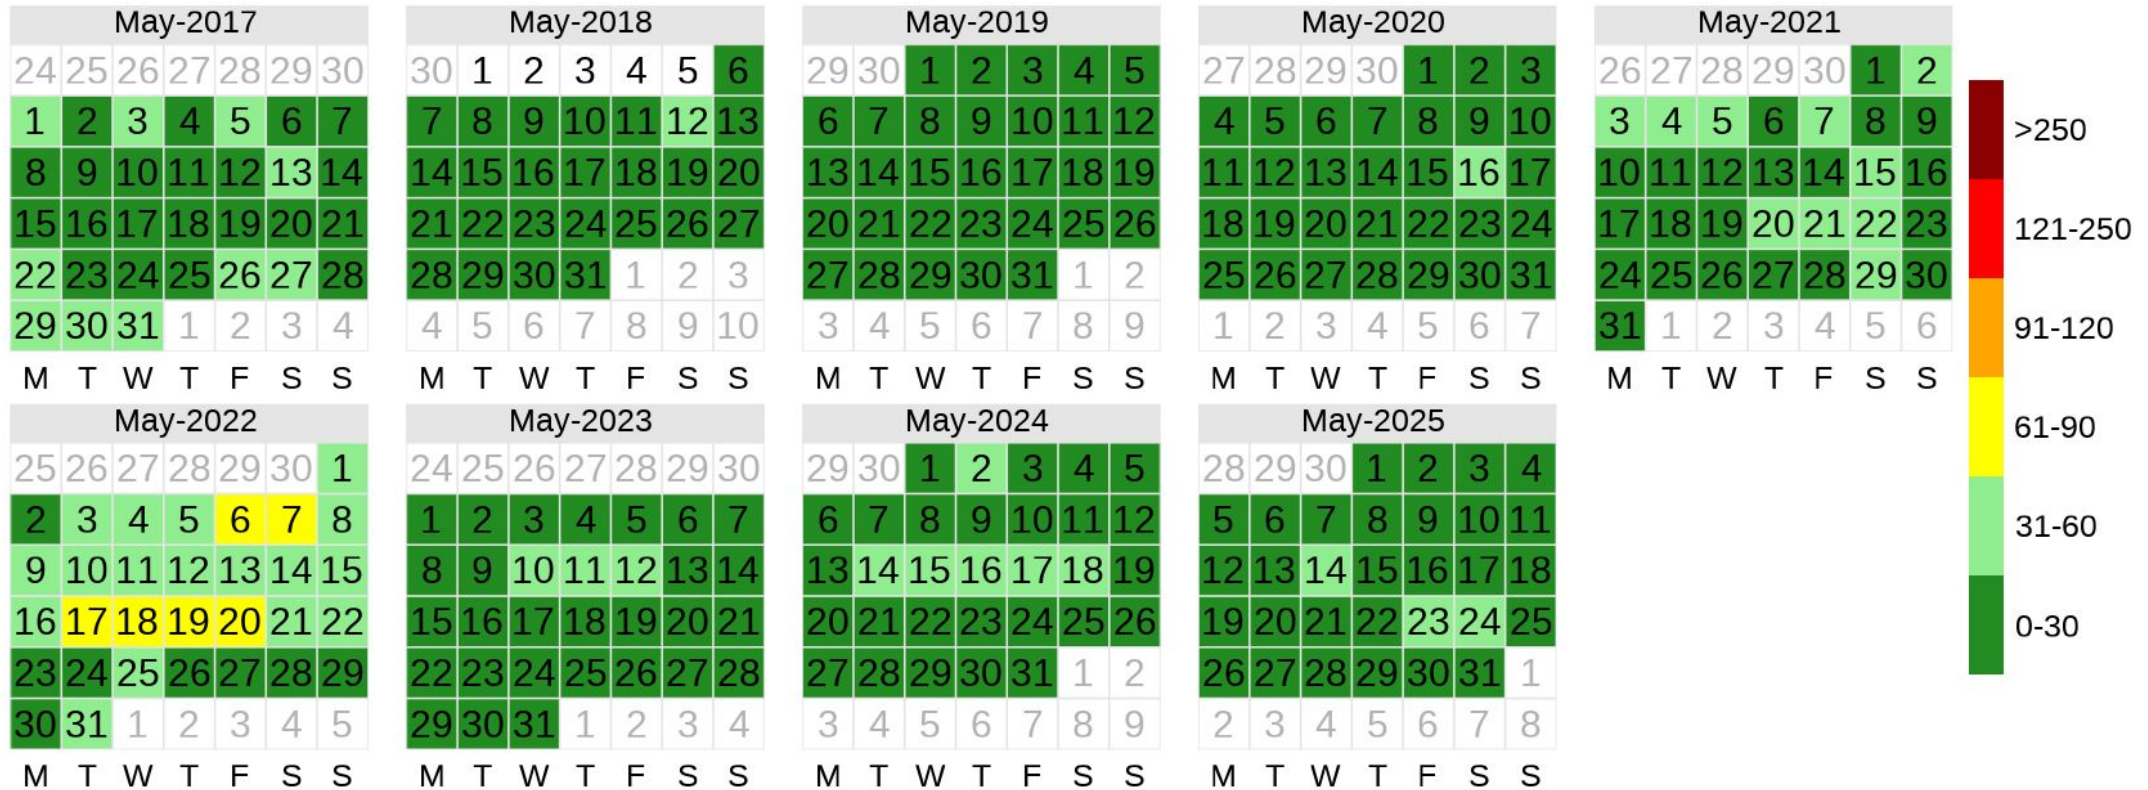 May-2017
24 25 26 27 28 29 30
1 2 3 4 5 6 7
8 9 10 11 12 13 14
15 16 17 18 19 20 21
22 23 24 25 26 27 28
29 30 31 1 2 3 4
M T W T F S S
May-2018
30 1 2 3 4 5 6
7 8 9 10 11 12 13
14 15 16 17 18 19 20
21 22 23 24 25 26 27
28 29 30 31 1 2 3
4 5 6 7 8 9 10
M T W T F S S
May-2019
29 30 1 2 3 4 5
6 7 8 9 10 11 12
13 14 15 16 17 18 19
20 21 22 23 24 25 26
27 28 29 30 31 1 2
3 4 5 6 7 8 9
M T W T F S S
May-2020
27 28 29 30 1 2 3
4 5 6 7 8 9 10
11 12 13 14 15 16 17
18 19 20 21 22 23 24
25 26 27 28 29 30 31
1 2 3 4 5 6 7
M T W T F S S
May-2021
26 27 28 29 30 1 2
3 4 5 6 7 8 9
10 11 12 13 14 15 16
17 18 19 20 21 22 23
24 25 26 27 28 29 30
31 1 2 3 4 5 6
M T W T F S S
May-2022
25 26 27 28 29 30 1
2 3 4 5 6 7 8
9 10 11 12 13 14 15
16 17 18 19 20 21 22
23 24 25 26 27 28 29
30 31 1 2 3 4 5
M T W T F S S
May-2023
24 25 26 27 28 29 30
1 2 3 4 5 6 7
8 9 10 11 12 13 14
15 16 17 18 19 20 21
22 23 24 25 26 27 28
29 30 31 1 2 3 4
M T W T F S S
May-2024
29 30 1 2 3 4 5
6 7 8 9 10 11 12
13 14 15 16 17 18 19
20 21 22 23 24 25 26
27 28 29 30 31 1 2
3 4 5 6 7 8 9
M T W T F S S
May-2025
28 29 30 1 2 3 4
5 6 7 8 9 10 11
12 13 14 15 16 17 18
19 20 21 22 23 24 25
26 27 28 29 30 31 1
2 3 4 5 6 7 8
M T W T F S S
>250
121-250
91-120
61-90
31-60
0-30